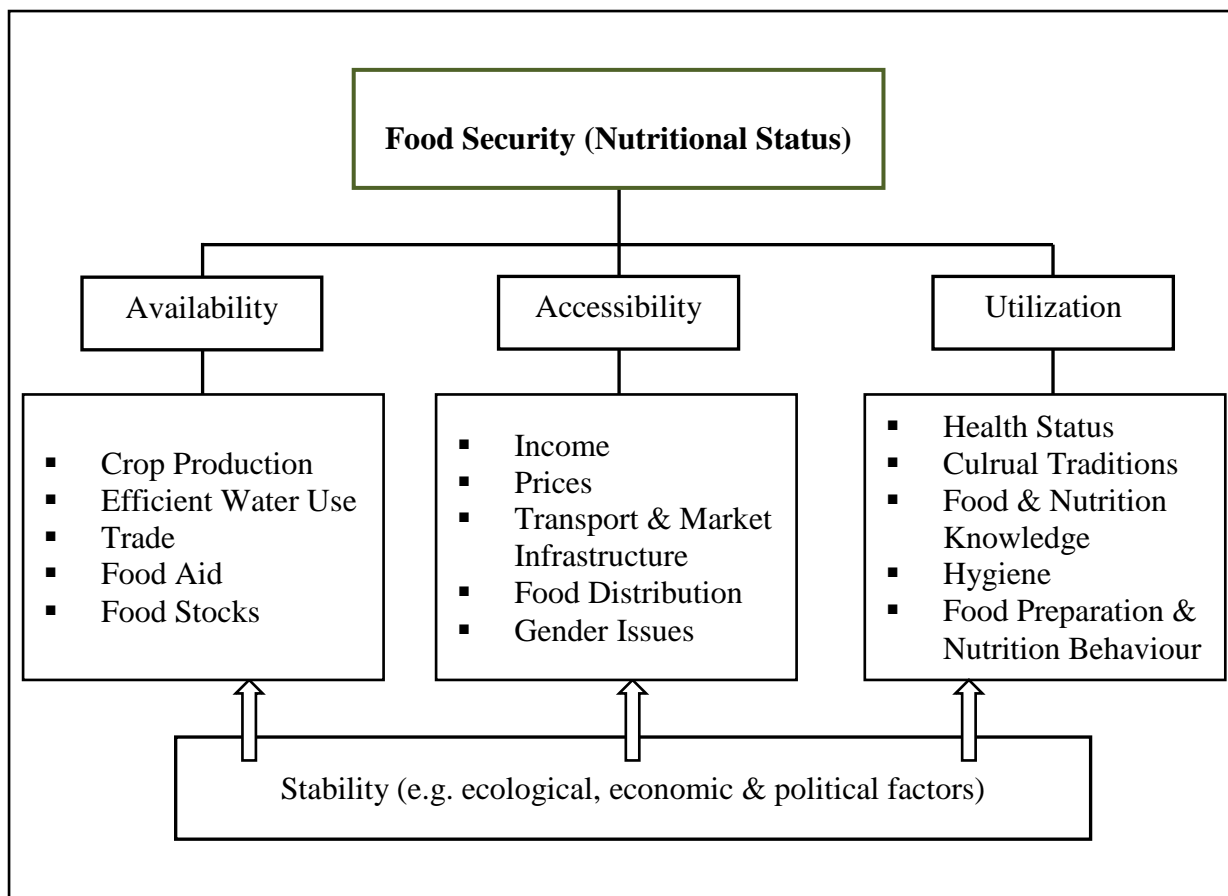 Food Security (Nutritional Status)
Availability
Accessibility
Utilization
▪ Crop Production
▪ Efficient Water Use
▪ Trade
▪ Food Aid
▪ Food Stocks
▪ Income
▪ Prices
▪ Transport & Market
Infrastructure
▪ Food Distribution
▪ Gender Issues
▪ Health Status
▪ Culrual Traditions
▪ Food & Nutrition
Knowledge
▪ Hygiene
▪ Food Preparation &
Nutrition Behaviour
Stability (e.g. ecological, economic & political factors)